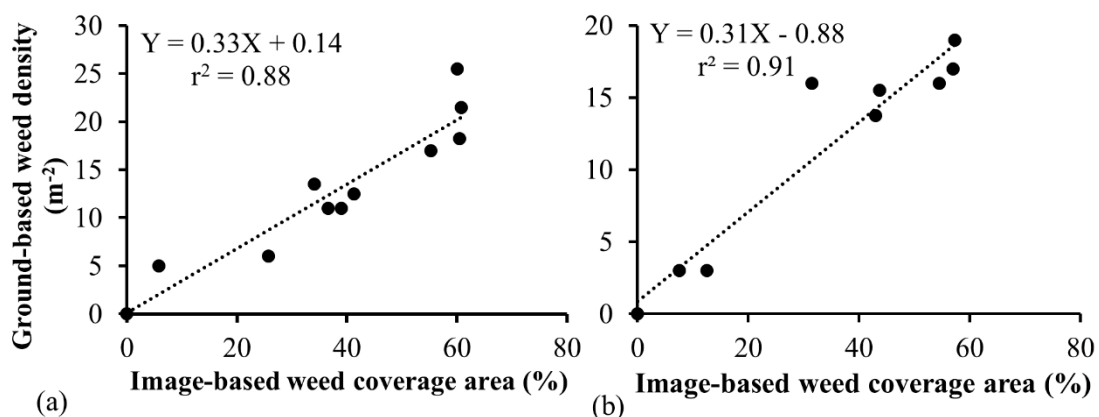 Ground-based weed density
(m-2)
30
25
20
15
10
5
0
Y = 0.33X + 0.14
r2 = 0.88
0 20 40 60 80
Image-based weed coverage area (%)
(a)
20
15
10
5
0
Y = 0.31X - 0.88
r² = 0.91
0 20 40 60 80
Image-based weed coverage area (%)
(b)